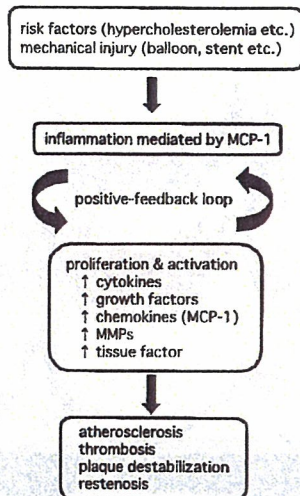 risk factors (hypercholesterolemia etc.)
mechanical injury (balloon, stent etc.)
inflammation mediated by MCP-1
positive-feedback loop
proliferation & activation
↑ cytokines
↑ growth factors
↑ chemokines (MCP-1)
↑ MMPs
↑ tissue factor
atherosclerosis
thrombosis
plaque destabilization
restenosis